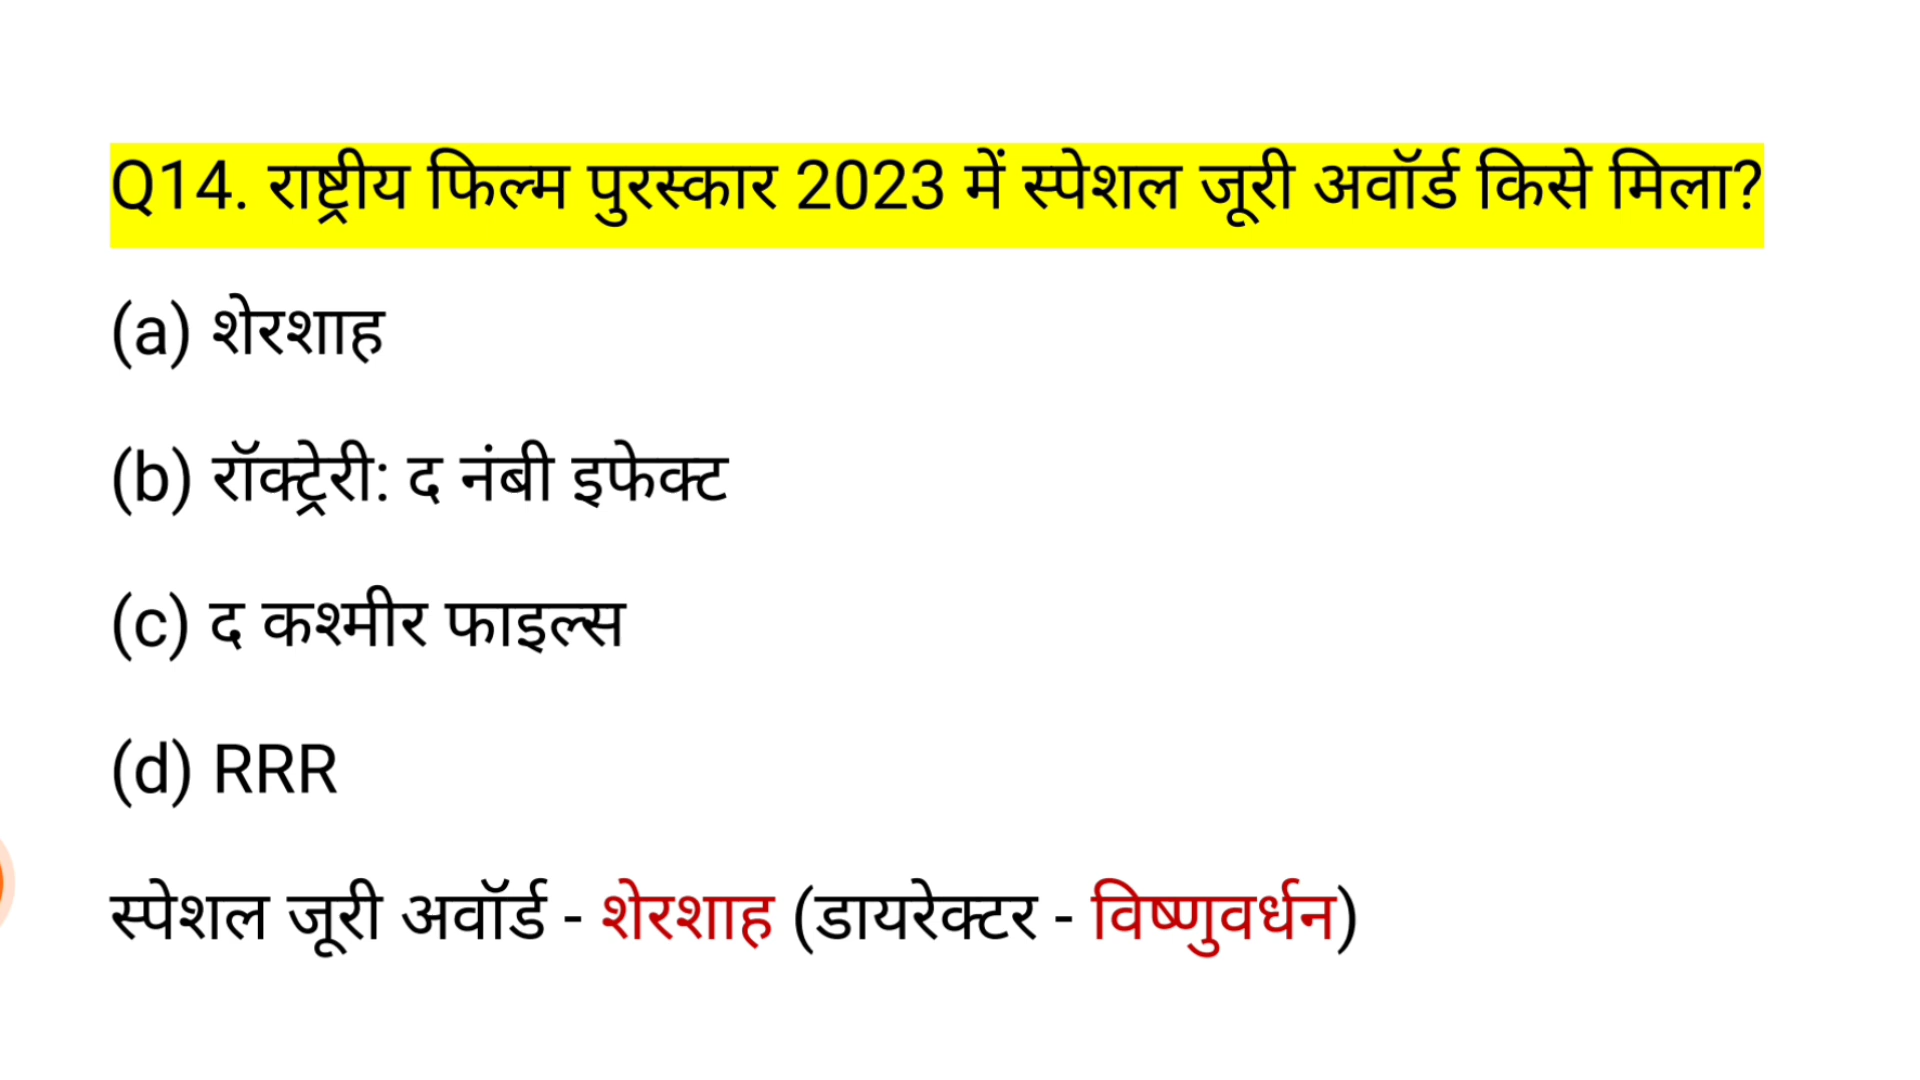 Q14. राष्ट्रीय फिल्म पुरस्कार 2023 में स्पेशल जूरी अवॉर्ड किसे मिला?
(a) शेरशाह
(b) रॉक्ट्रेरी: द नंबी इफेक्ट
(c) द कश्मीर फाइल्स
(d) RRR
स्पेशल जूरी अवॉर्ड - शेरशाह (डायरेक्टर - विष्णुवर्धन)